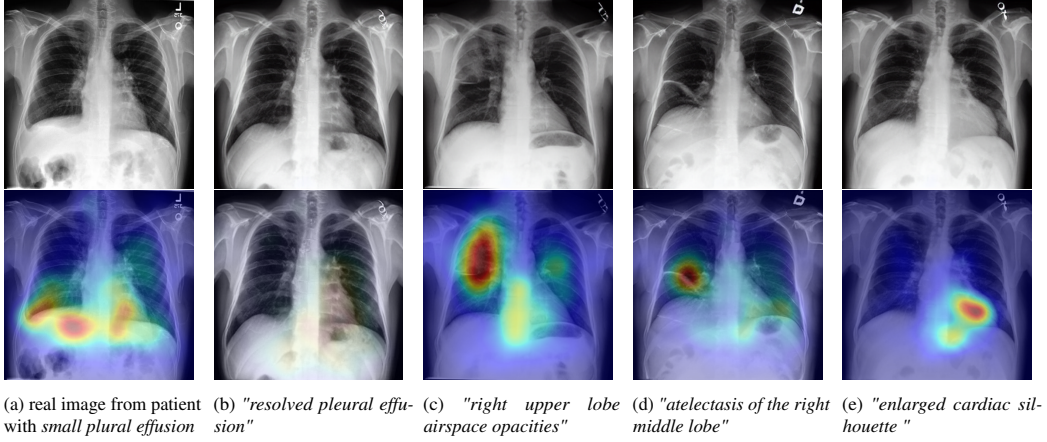 (a) real image from patient
with small plural effusion
(b) "resolved pleural effu-
sion"
(c) "right upper lobe
airspace opacities"
(d) "atelectasis of the right
middle lobe"
(e) "enlarged cardiac sil-
houette "